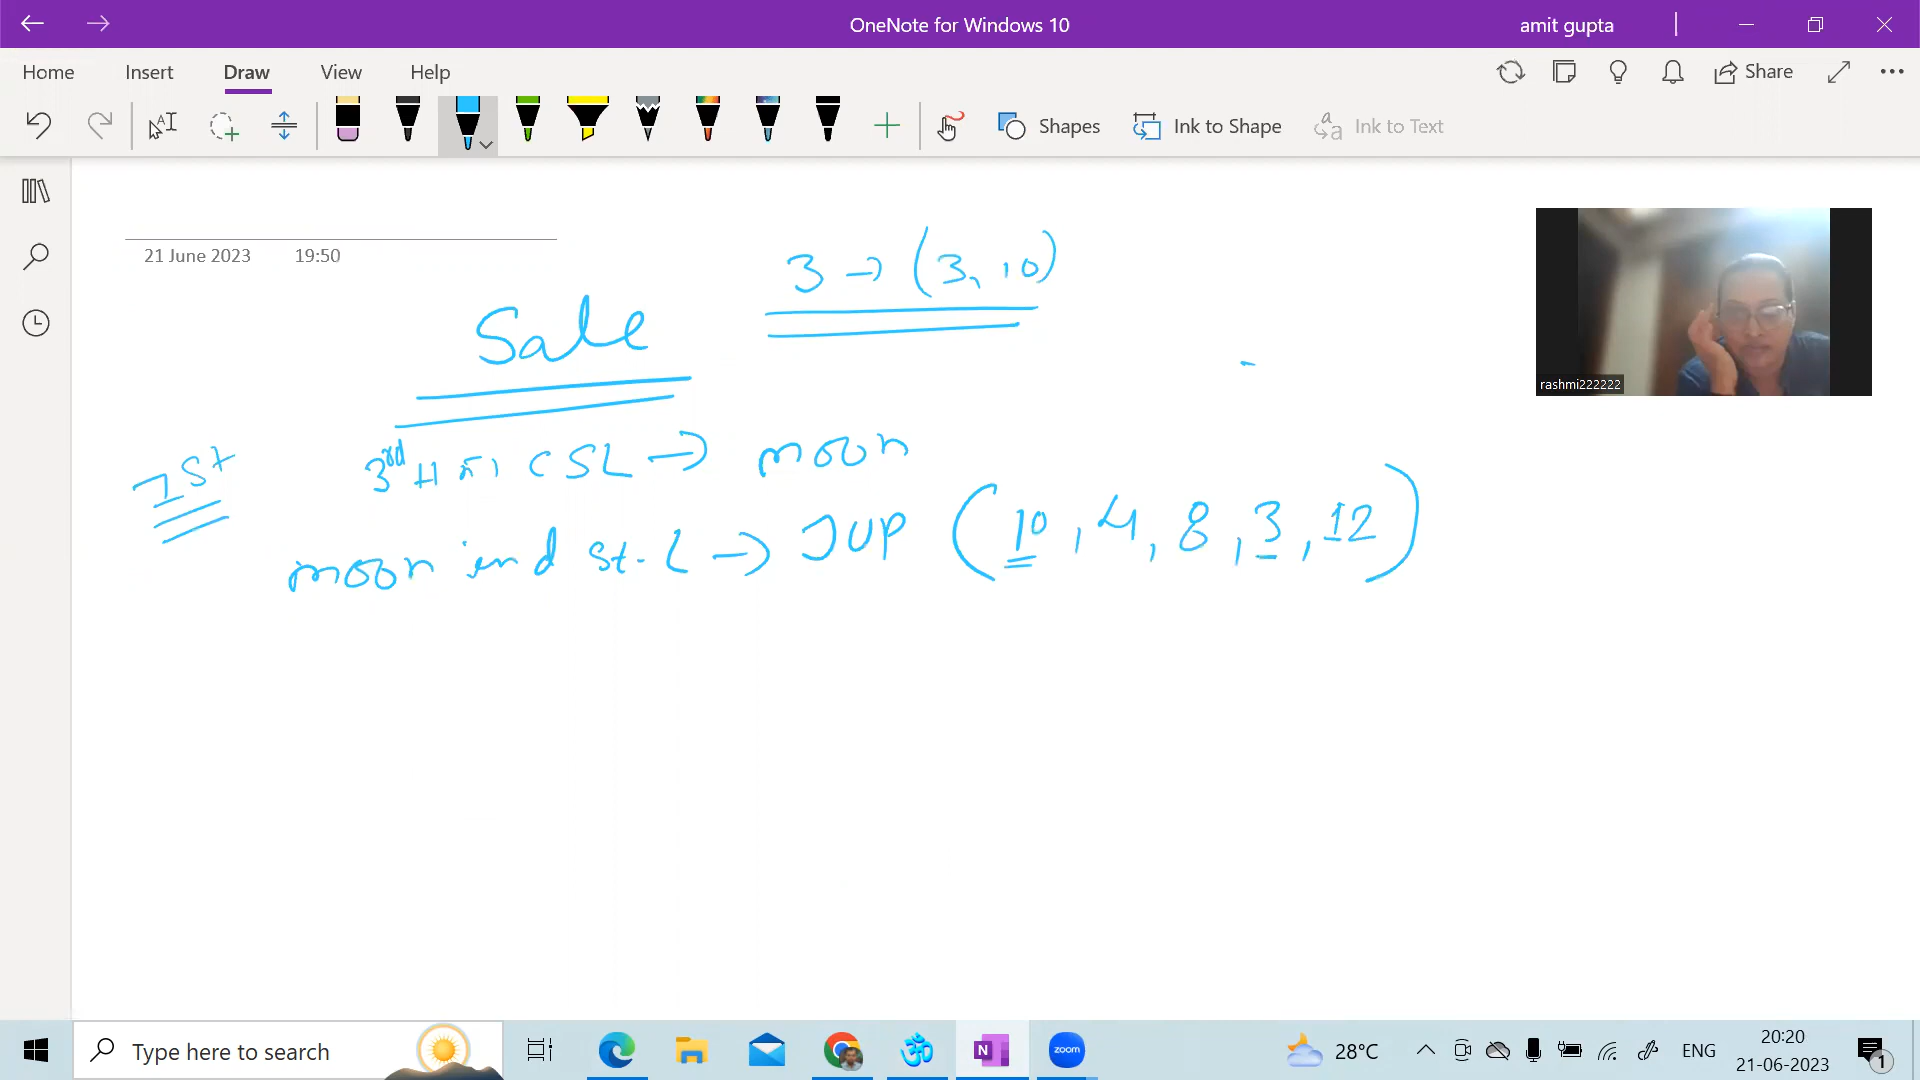 OneNote for Windows 10
amit gupta
Home Insert Draw View Help
Share
Shapes Ink to Shape Ink to Text
21 June 2023 19:50
3 → (3, 10)
Sale
rashmi222222
1st
3rd H CSL → moon
moon ind St. L → JUP (10, 4, 8, 3, 12)
Type here to search
zoom
28°C
ENG
20:20
21-06-2023
1